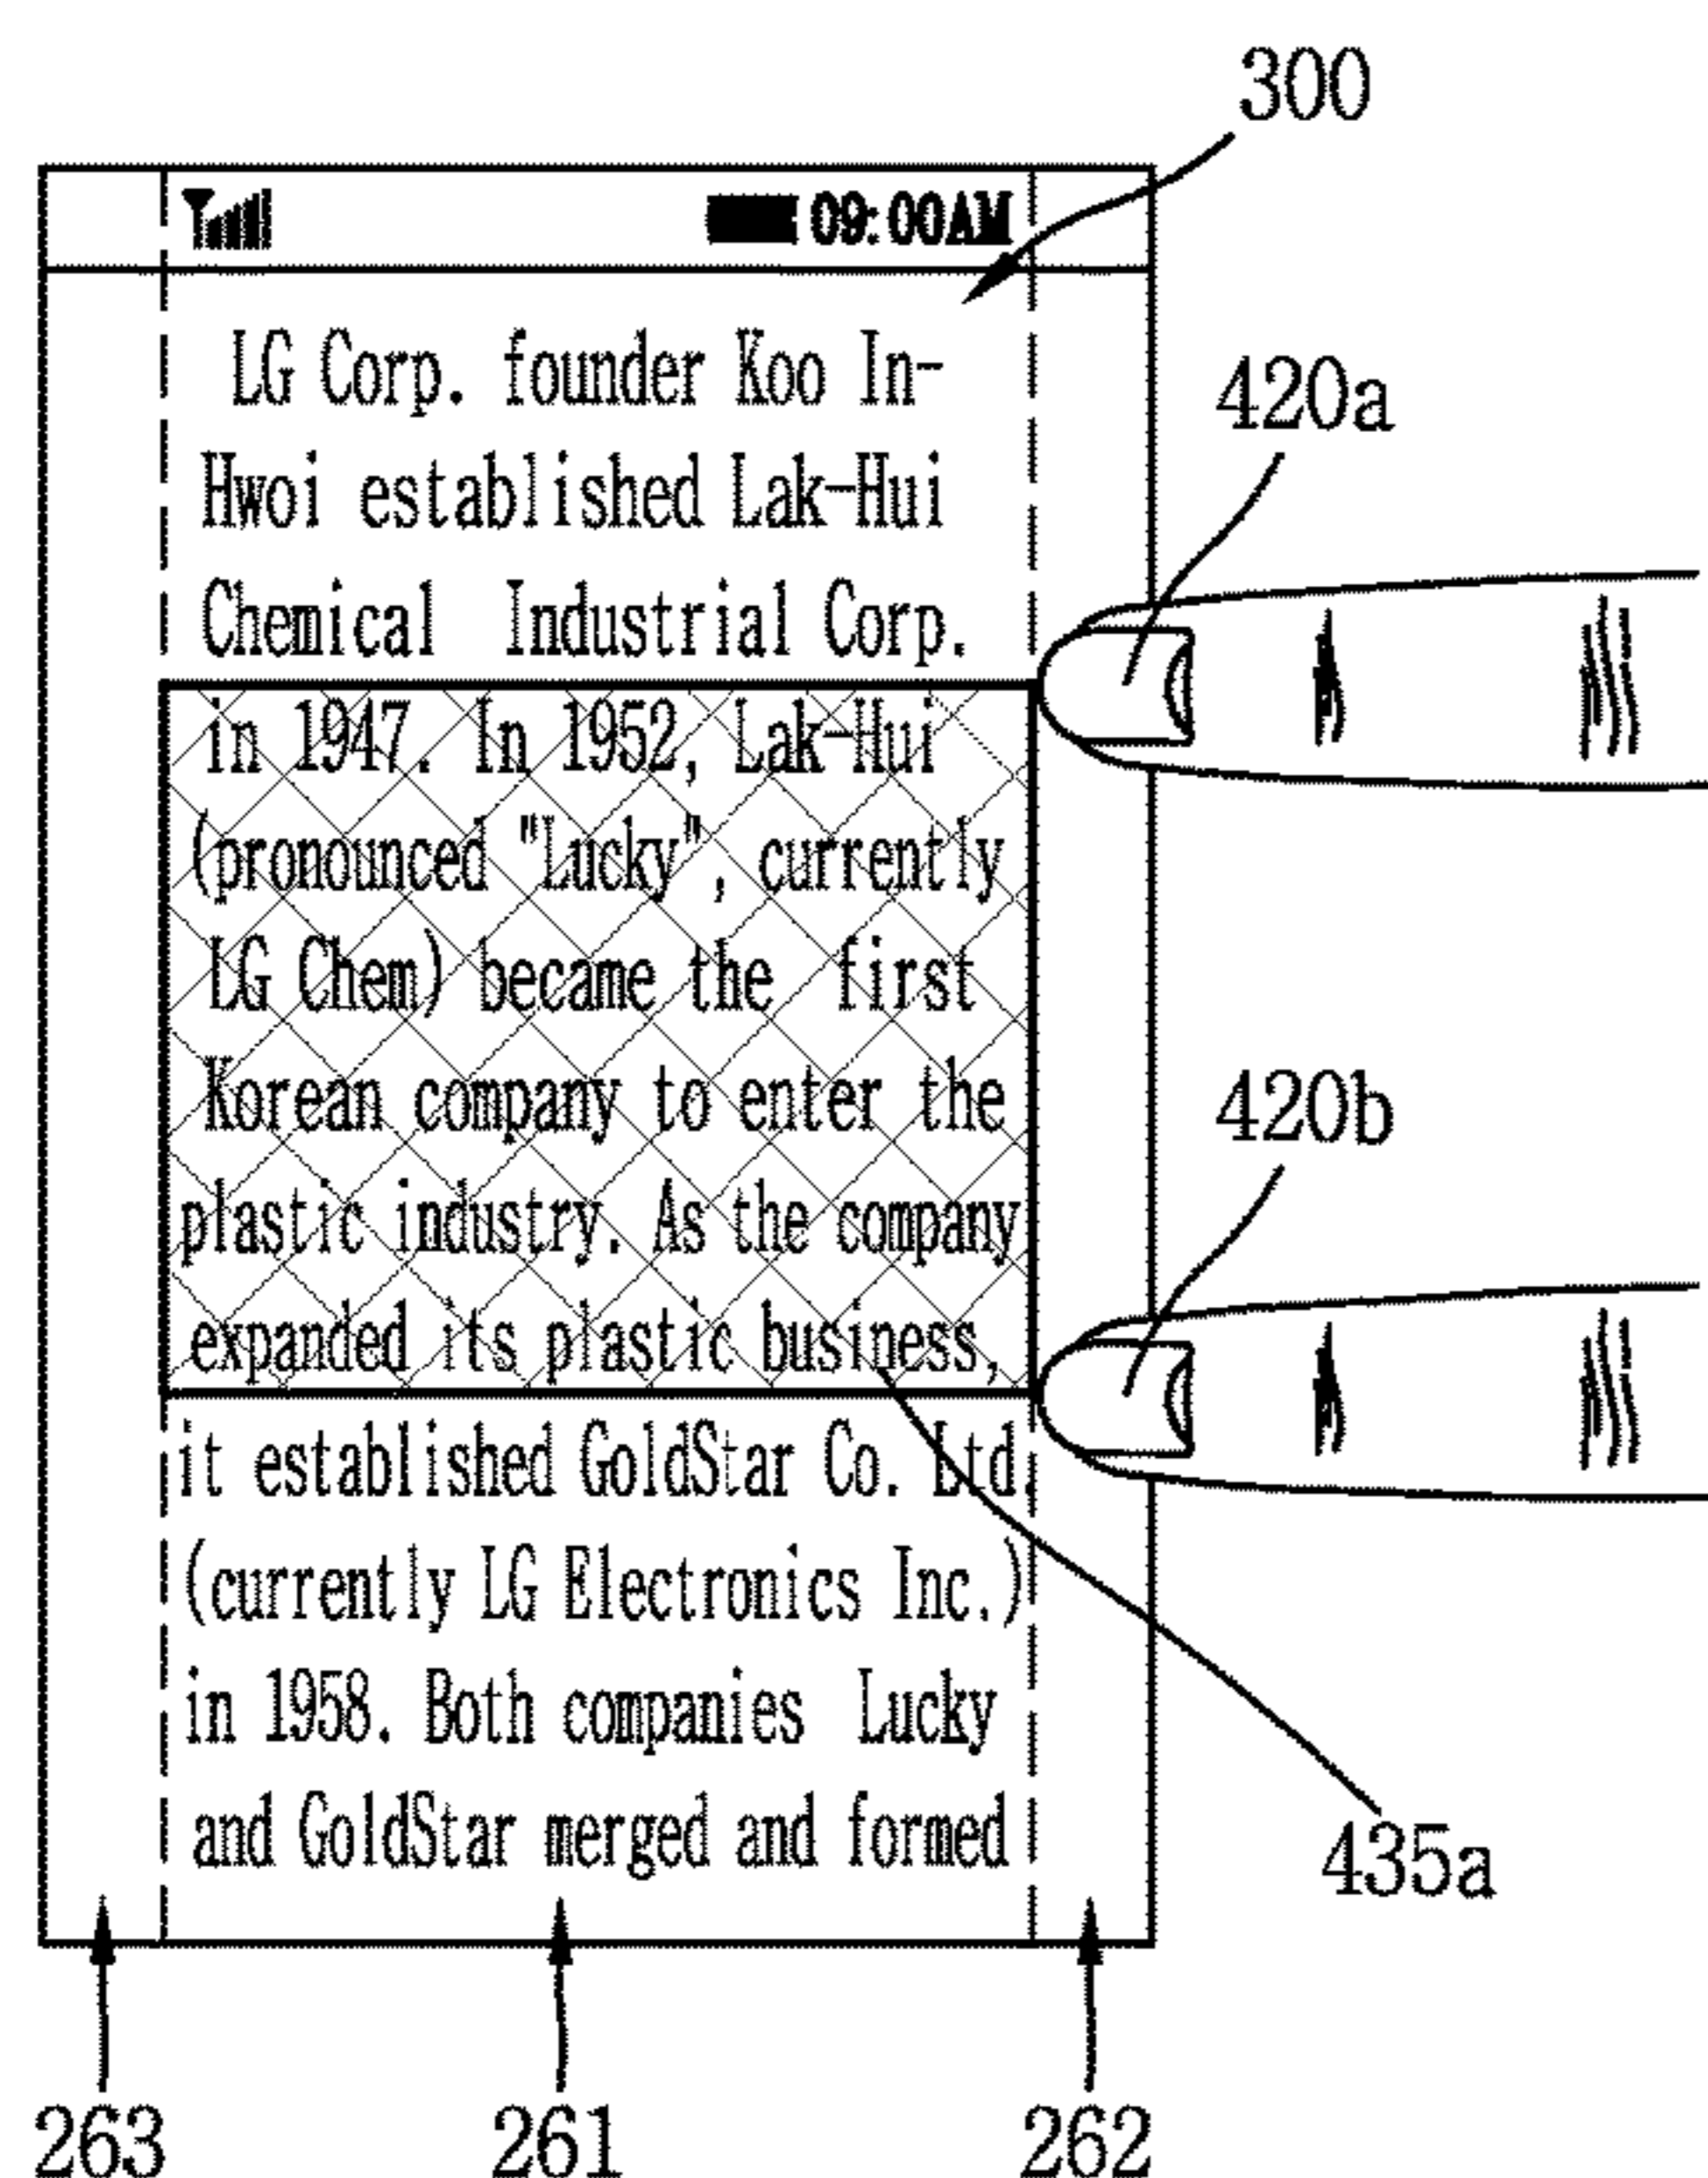 300
09:00AM
LG Corp. founder Koo In-
420a
Hwoi established Lak-Hui
Chemical Industrial Corp.
in 1947. In 1952, Lak-Hui
(pronounced "Lucky", currently
LG Chem) became the first
Korean company to enter the
420b
plastic industry. As the company
expanded its plastic business,
it established GoldStar Co. Ltd.
(currently LG Electronics Inc.)
in 1958. Both companies Lucky
and GoldStar merged and formed
435a
263 261 262